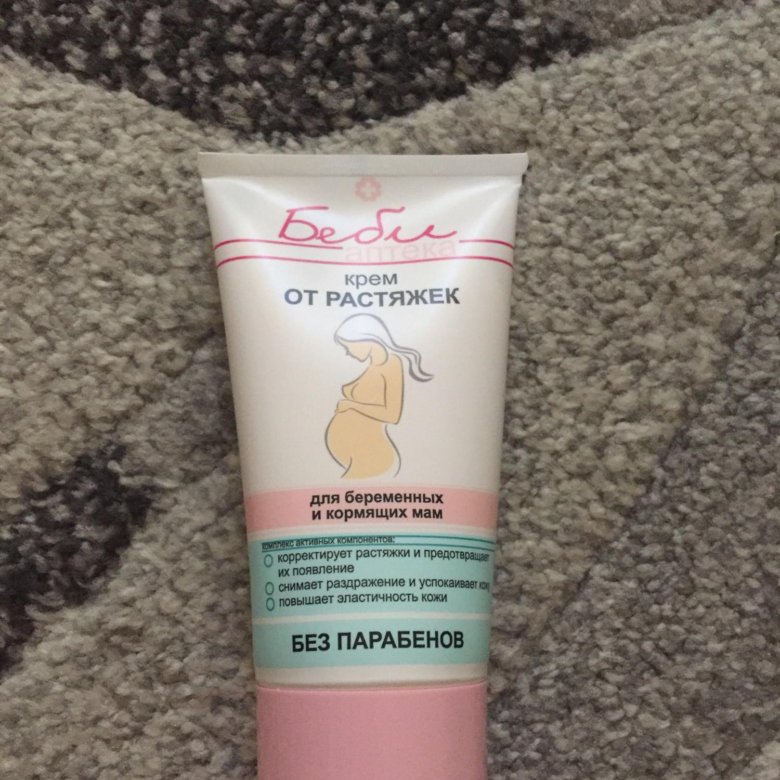 Беби
аптека
крем
ОТ РАСТЯЖЕК
для беременных
и кормящих мам
комплекс активных компонентов:
корректирует растяжки и предотвращает
их появление
снимает раздражение и успокаивает кожу
повышает эластичность кожи
БЕЗ ПАРАБЕНОВ